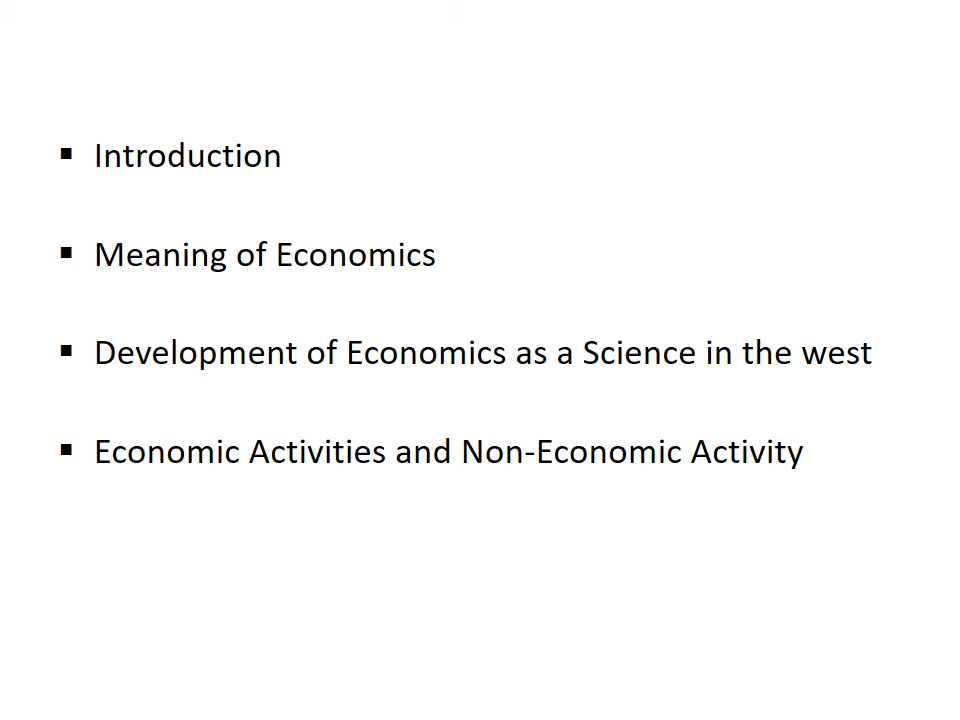 ▪ Introduction
▪ Meaning of Economics
▪ Development of Economics as a Science in the west
▪ Economic Activities and Non-Economic Activity